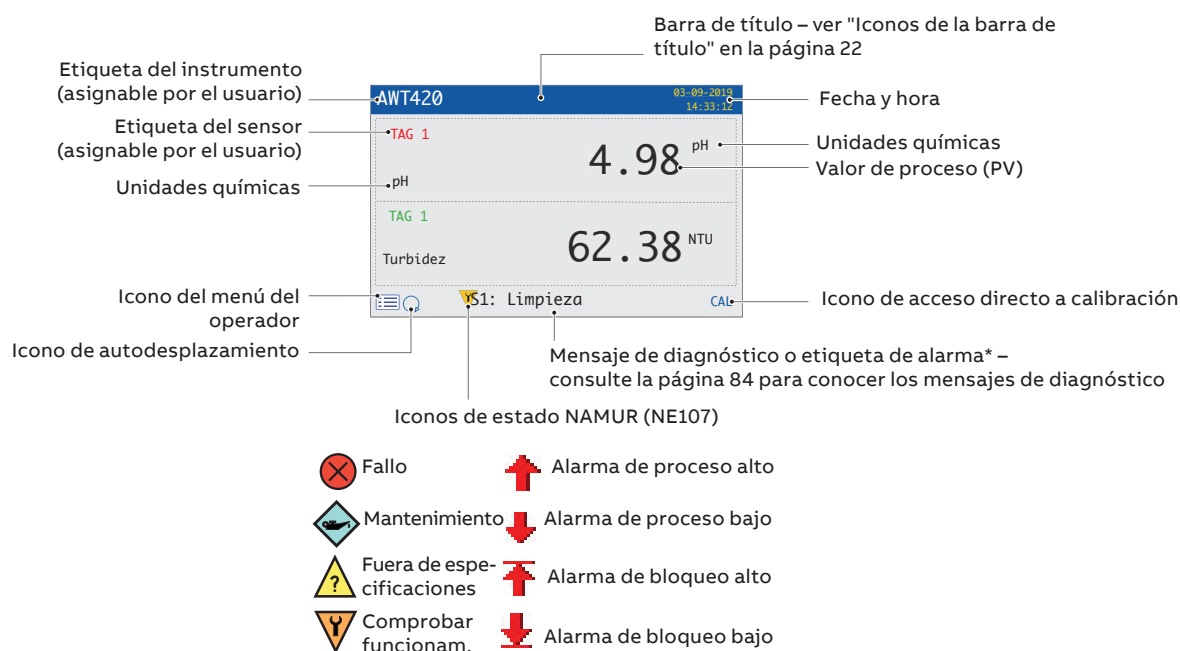 Barra de título – ver "Iconos de la barra de
título" en la página 22
Etiqueta del instrumento
(asignable por el usuario)
AWT420
03-09-2019
14:33:12
Fecha y hora
Etiqueta del sensor
(asignable por el usuario)
TAG 1
4.98
pH
Unidades químicas
Valor de proceso (PV)
Unidades químicas
pH
TAG 1
62.38
NTU
Turbidez
Icono del menú del
operador
S1: Limpieza
CAL
Icono de acceso directo a calibración
Icono de autodesplazamiento
Mensaje de diagnóstico o etiqueta de alarma* –
consulte la página 84 para conocer los mensajes de diagnóstico
Iconos de estado NAMUR (NE107)
Fallo
Alarma de proceso alto
Mantenimiento
Alarma de proceso bajo
?
Fuera de espe-
cificaciones
Alarma de bloqueo alto
Comprobar
funcionam.
Alarma de bloqueo bajo